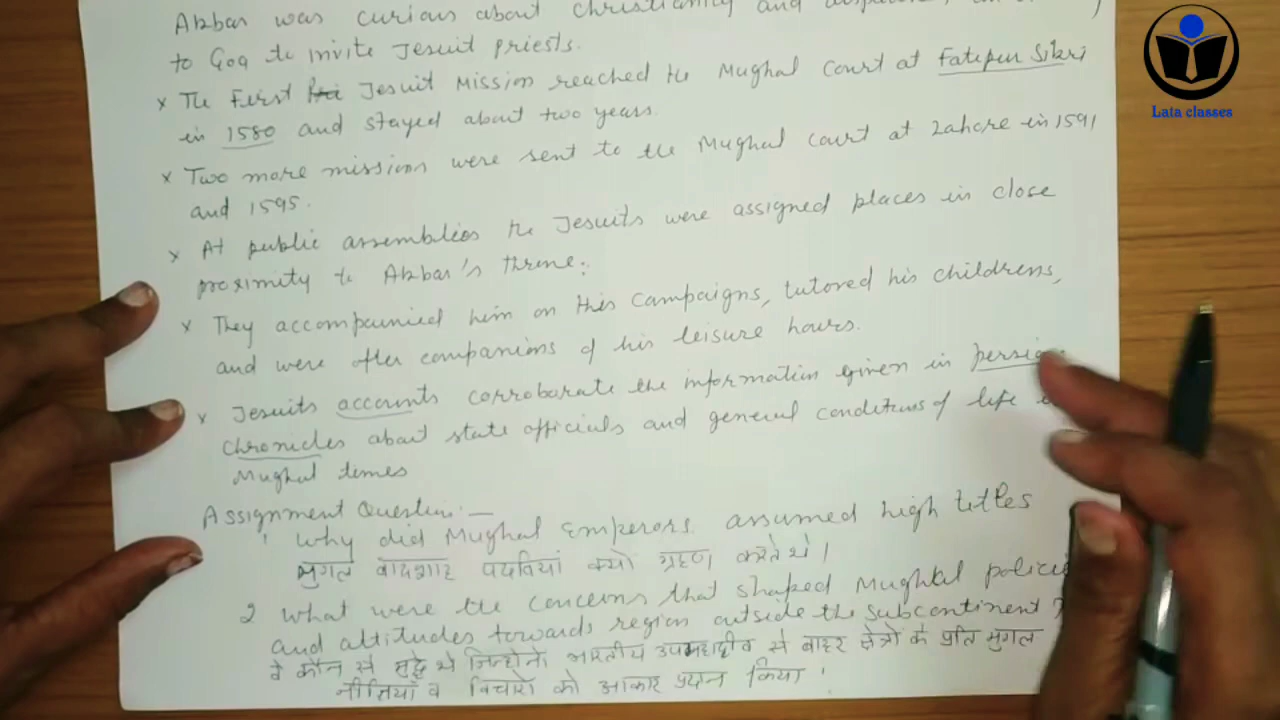 Akbar was curious about Christianity and
to Goa to invite Jesuit priests.
x The First Jesuit Mission reached the Mughal Court at Fatepur Sikri
in 1580 and stayed about two years.
x Two more missions were sent to the Mughal court at Lahore in 1591
and 1595.
x At public assemblies the Jesuits were assigned places in close
proximity to Akbar's throne.
x They accompanied him on this campaigns, tutored his childrens,
and were often companions of his leisure hours.
x Jesuits accounts corroborate the information given in persian
chronicles about state officials and general conditions of life
Mughal times
Assignment Question:—
1 Why did Mughal Emperors assumed high titles
मुगल बादशाह पदवियां क्यों ग्रहण करते थे।
2 What were the concerns that shaped Mughal policies
and attitudes towards region outside the subcontinent?
वे कौन से मुद्दे थे जिन्होने भारतीय उपमहाद्वीप से बाहर क्षेत्रों के प्रति मुगल
नीतियां व विचारों को आकार प्रदान किया।
Lata classes